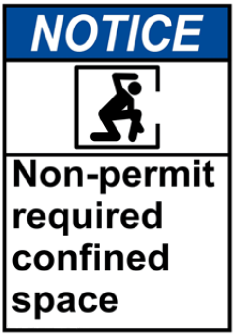 NOTICE
Non-permit
required
confined
space